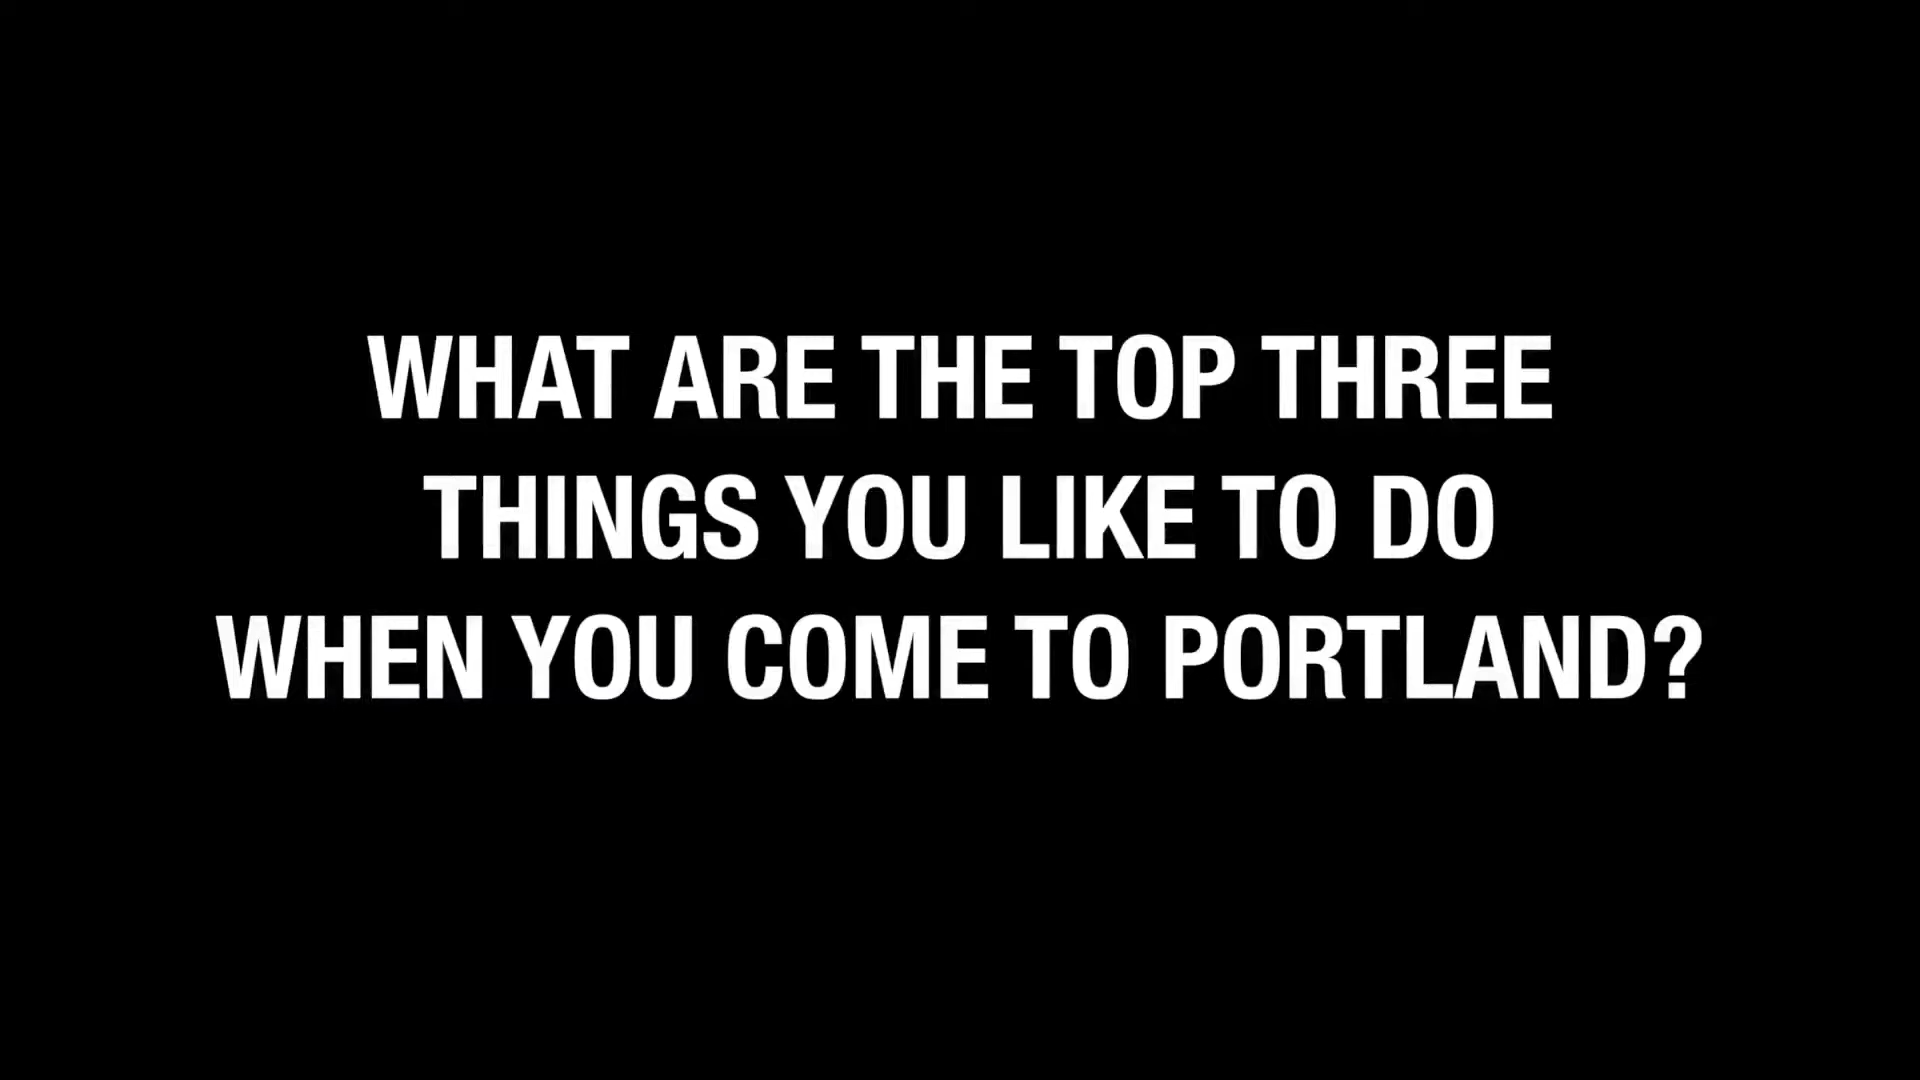 WHAT ARE THE TOP THREE
THINGS YOU LIKE TO DO
WHEN YOU COME TO PORTLAND?